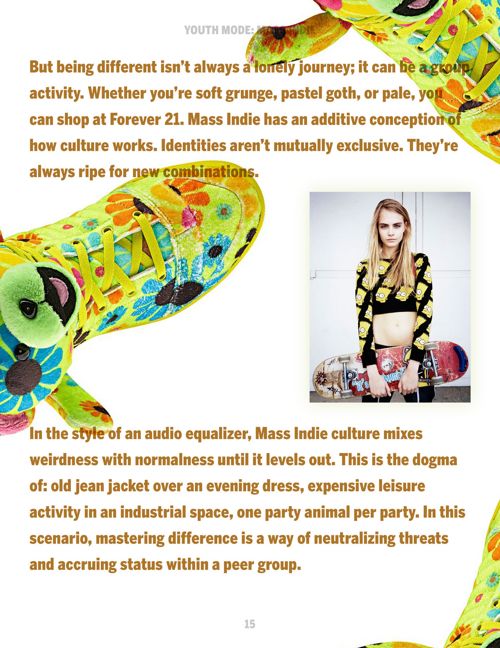 YOUTH MODE: MASS INDIE
But being different isn't always a lonely journey; it can be a group
activity. Whether you're soft grunge, pastel goth, or pale, you
can shop at Forever 21. Mass Indie has an additive conception of
how culture works. Identities aren't mutually exclusive. They're
always ripe for new combinations.
In the style of an audio equalizer, Mass Indie culture mixes
weirdness with normalness until it levels out. This is the dogma
of: old jean jacket over an evening dress, expensive leisure
activity in an industrial space, one party animal per party. In this
scenario, mastering difference is a way of neutralizing threats
and accruing status within a peer group.
15